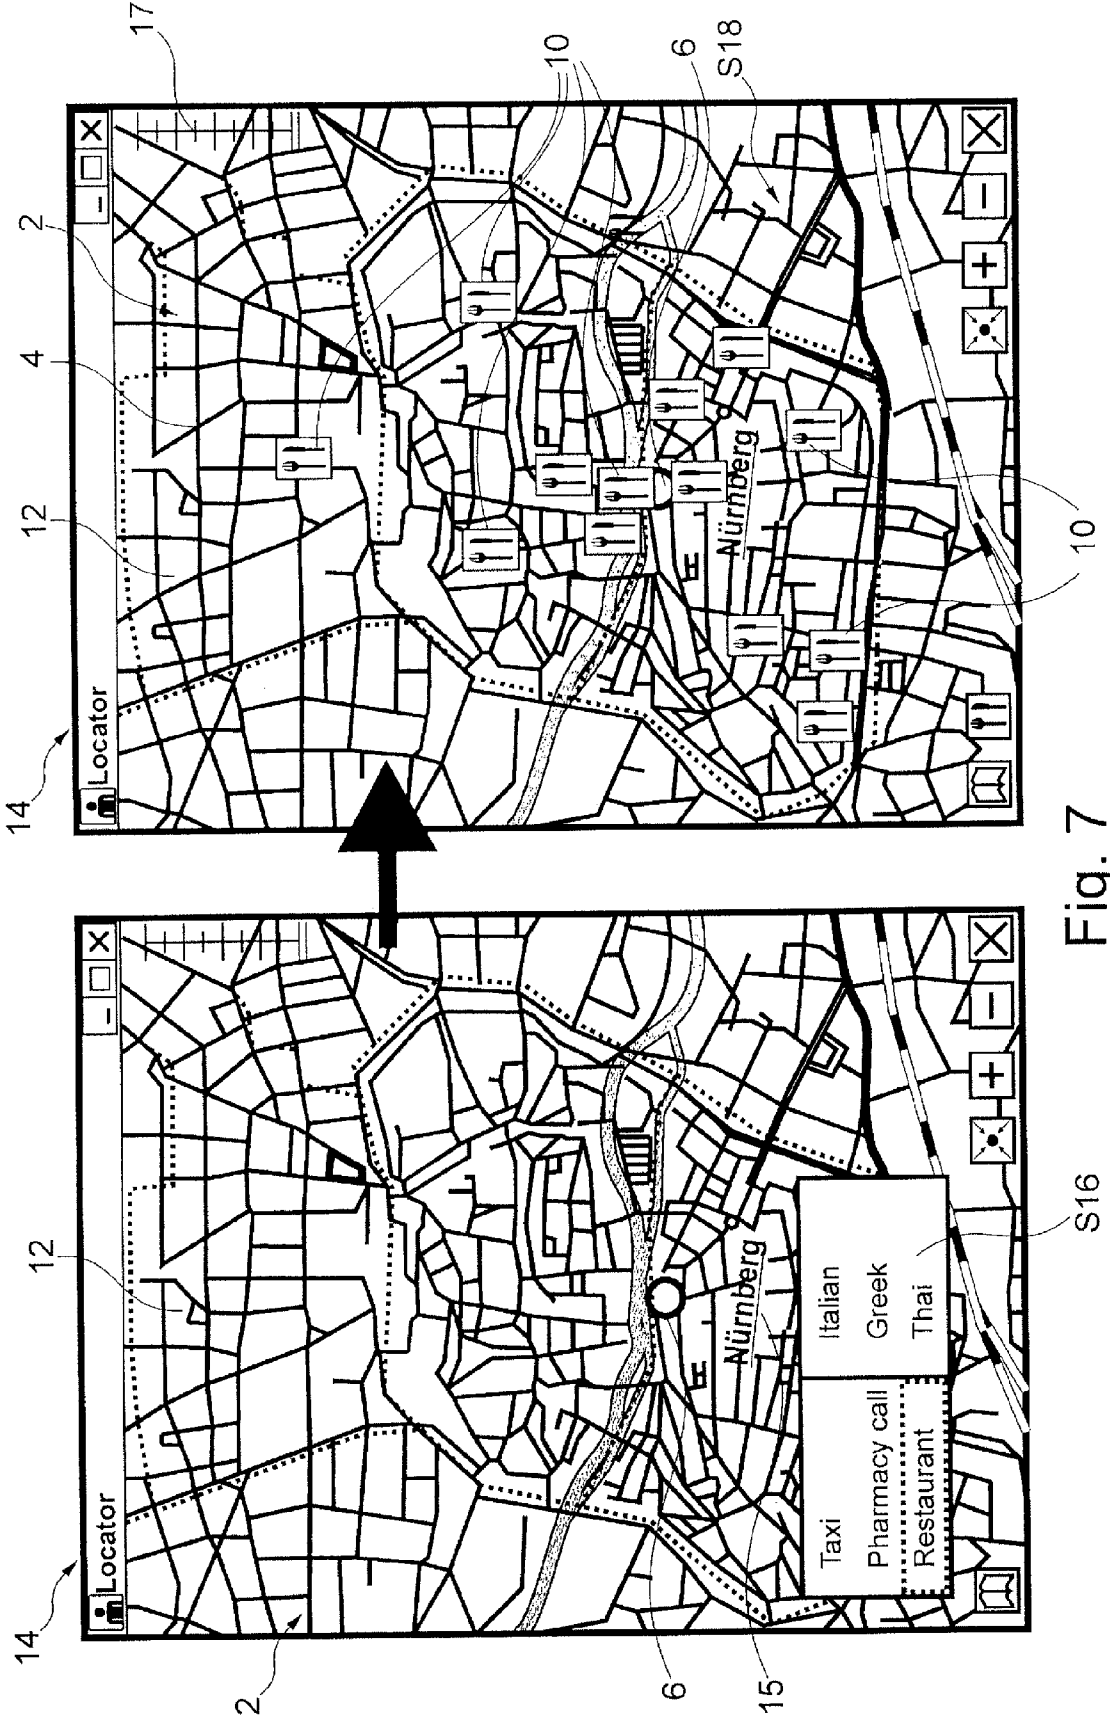 14
Locator
12
2
6
15
Nürnberg
Taxi
Pharmacy call
Restaurant
Italian
Greek
Thai
S16
14
Locator
12
4
2
17
10
6
S18
Nürnberg
10
Fig. 7